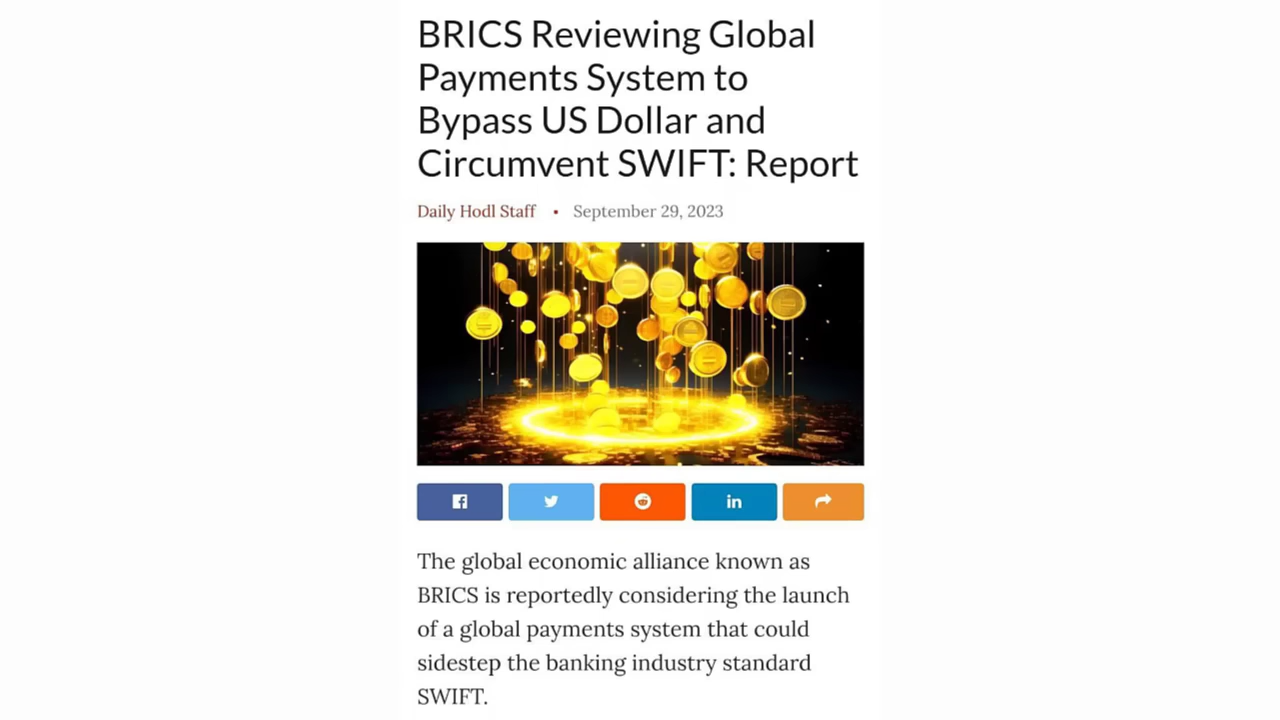 BRICS Reviewing Global
Payments System to
Bypass US Dollar and
Circumvent SWIFT: Report
Daily Hodl Staff • September 29, 2023
in
The global economic alliance known as
BRICS is reportedly considering the launch
of a global payments system that could
sidestep the banking industry standard
SWIFT.